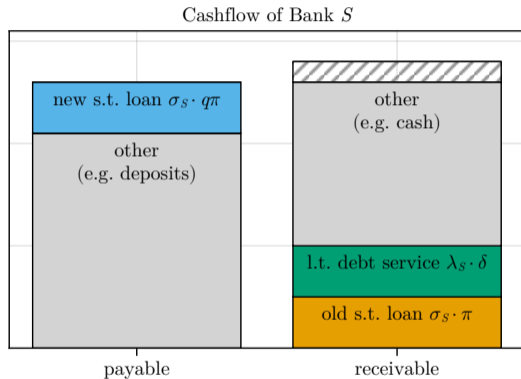 Cashflow of Bank S
new s.t. loan σ_S · qπ
other
(e.g. deposits)
other
(e.g. cash)
l.t. debt service λ_S · δ
old s.t. loan σ_S · π
payable
receivable